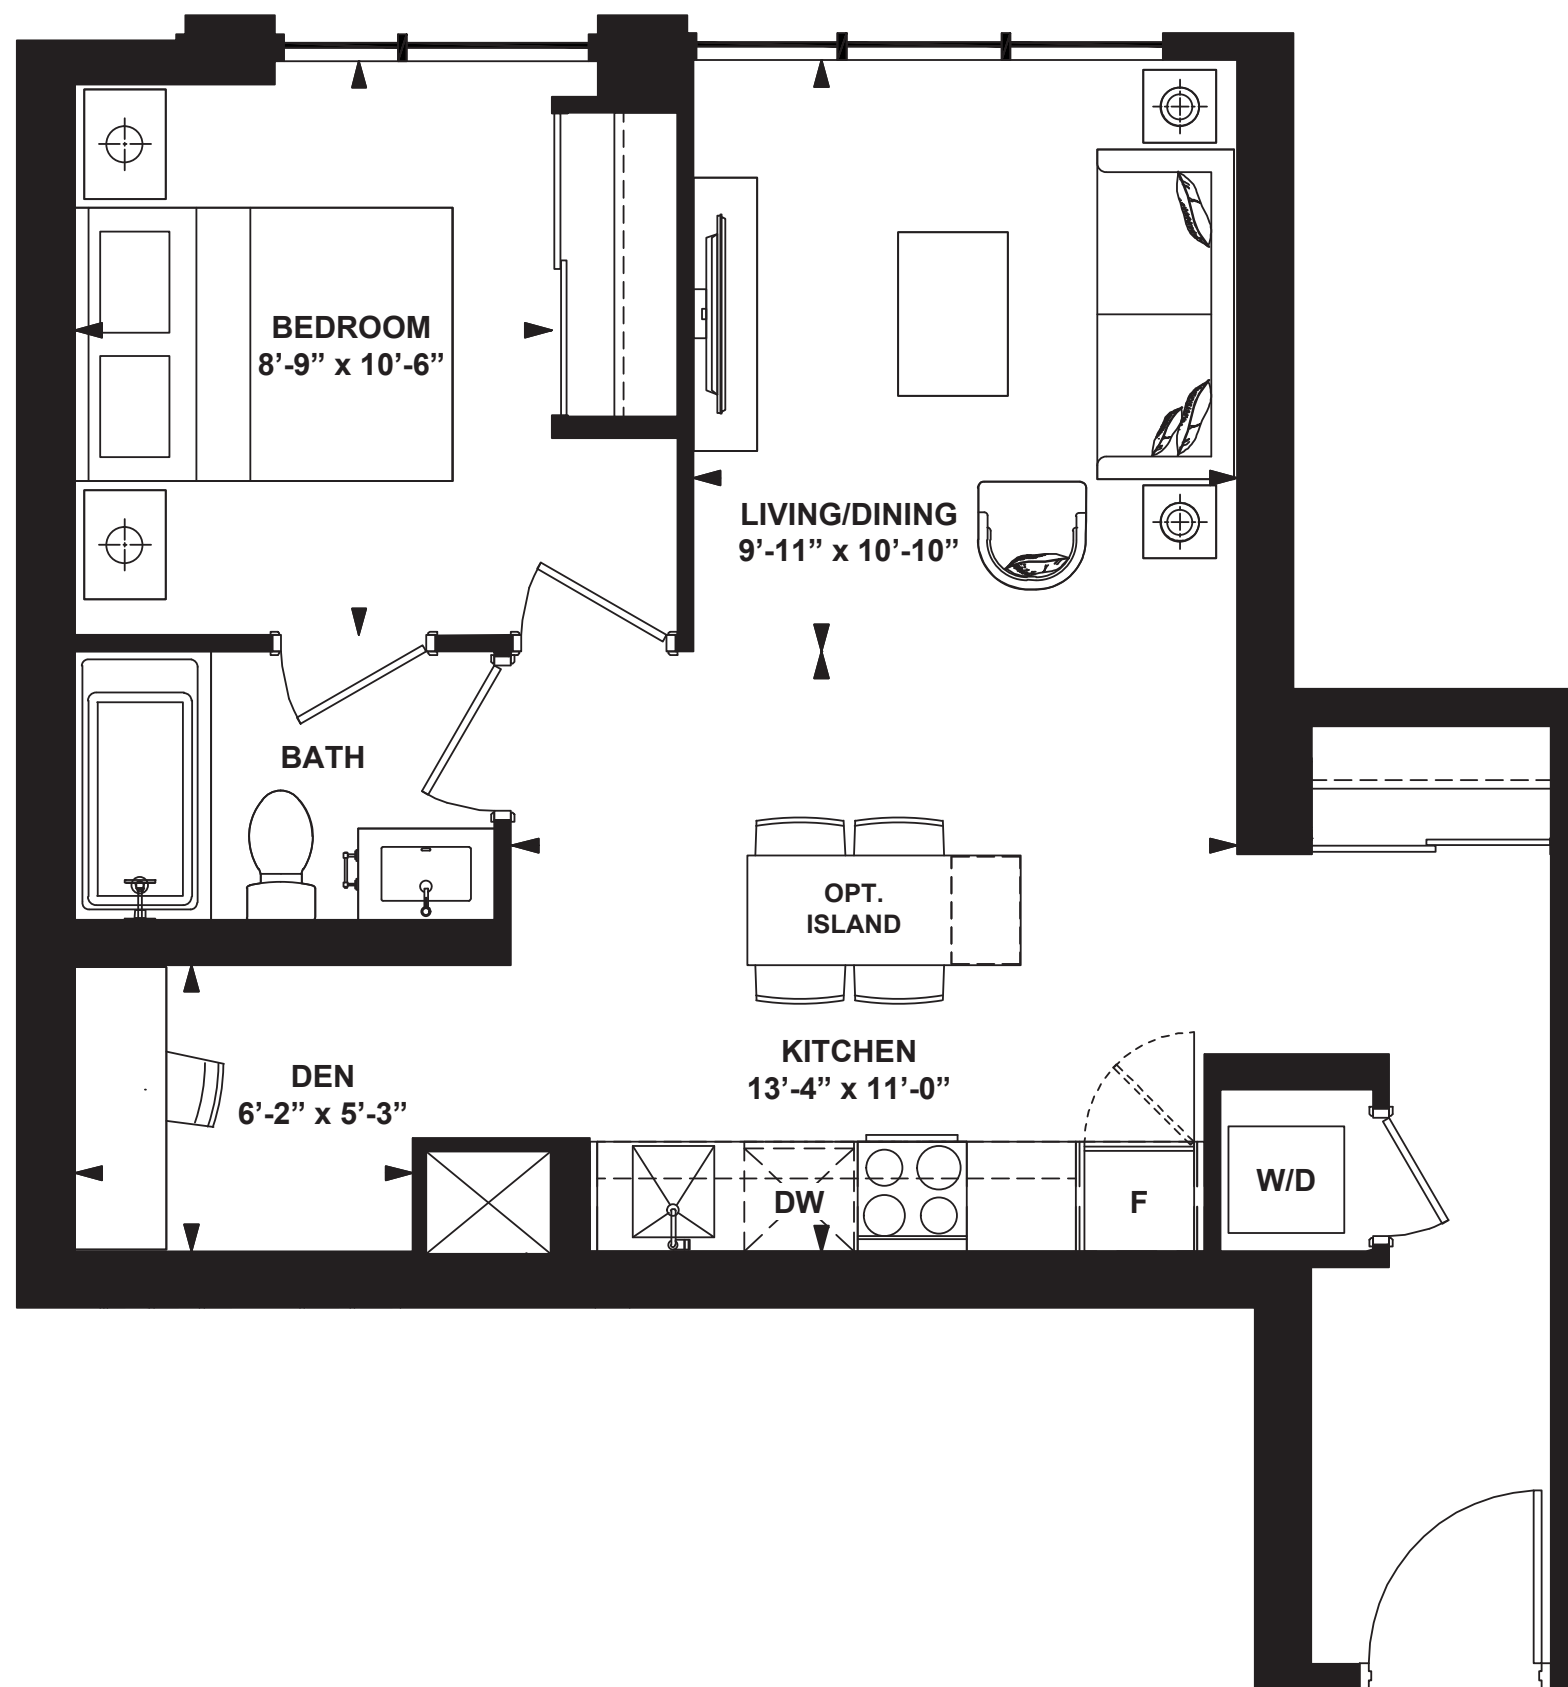 BEDROOM
8’-9” x 10’-6”
LIVING/DINING
9’-11” x 10’-10”
BATH
OPT.
ISLAND
KITCHEN
13’-4” x 11’-0”
DEN
6’-2” x 5’-3”
DW
F
W/D